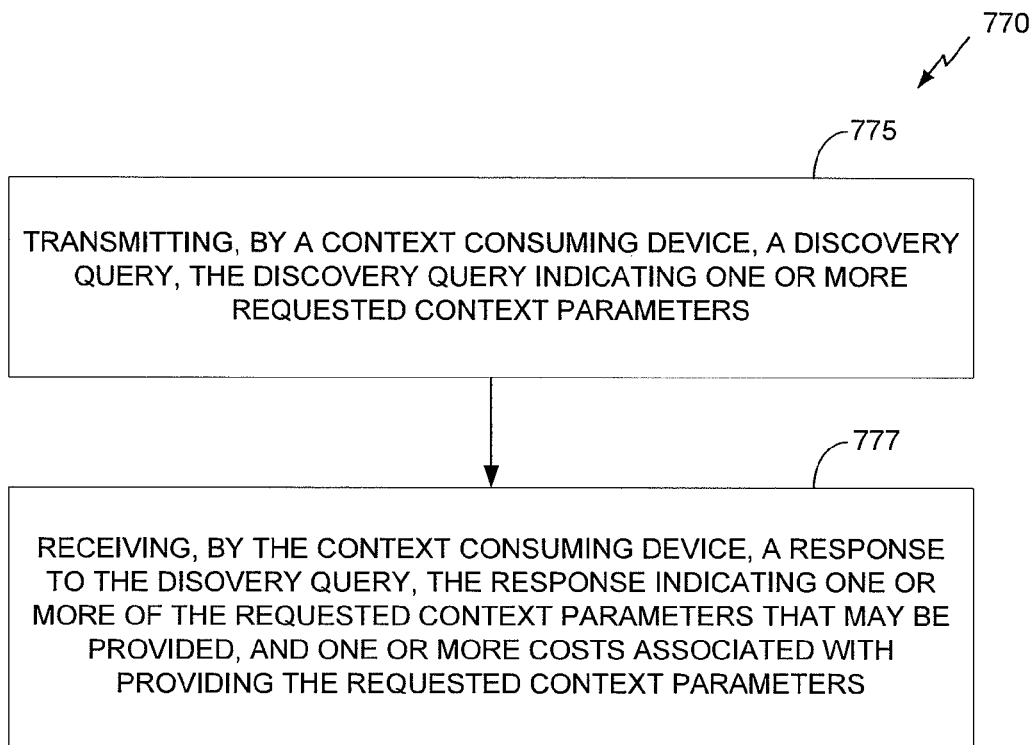 770
775
TRANSMITTING, BY A CONTEXT CONSUMING DEVICE, A DISCOVERY
QUERY, THE DISCOVERY QUERY INDICATING ONE OR MORE
REQUESTED CONTEXT PARAMETERS
777
RECEIVING, BY THE CONTEXT CONSUMING DEVICE, A RESPONSE
TO THE DISOVERY QUERY, THE RESPONSE INDICATING ONE OR
MORE OF THE REQUESTED CONTEXT PARAMETERS THAT MAY BE
PROVIDED, AND ONE OR MORE COSTS ASSOCIATED WITH
PROVIDING THE REQUESTED CONTEXT PARAMETERS